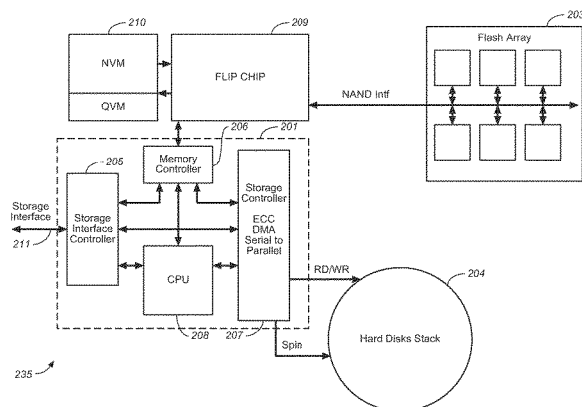 210
209
203
NVM
QVM
FLIP CHIP
Flash Array
NAND Intf
206
201
205
Memory
Controller
Storage
Interface
211
Storage
Interface
Controller
Storage
Controller
ECC
DMA
Serial to
Parallel
CPU
208
207
RD/WR
204
Hard Disks Stack
Spin
235